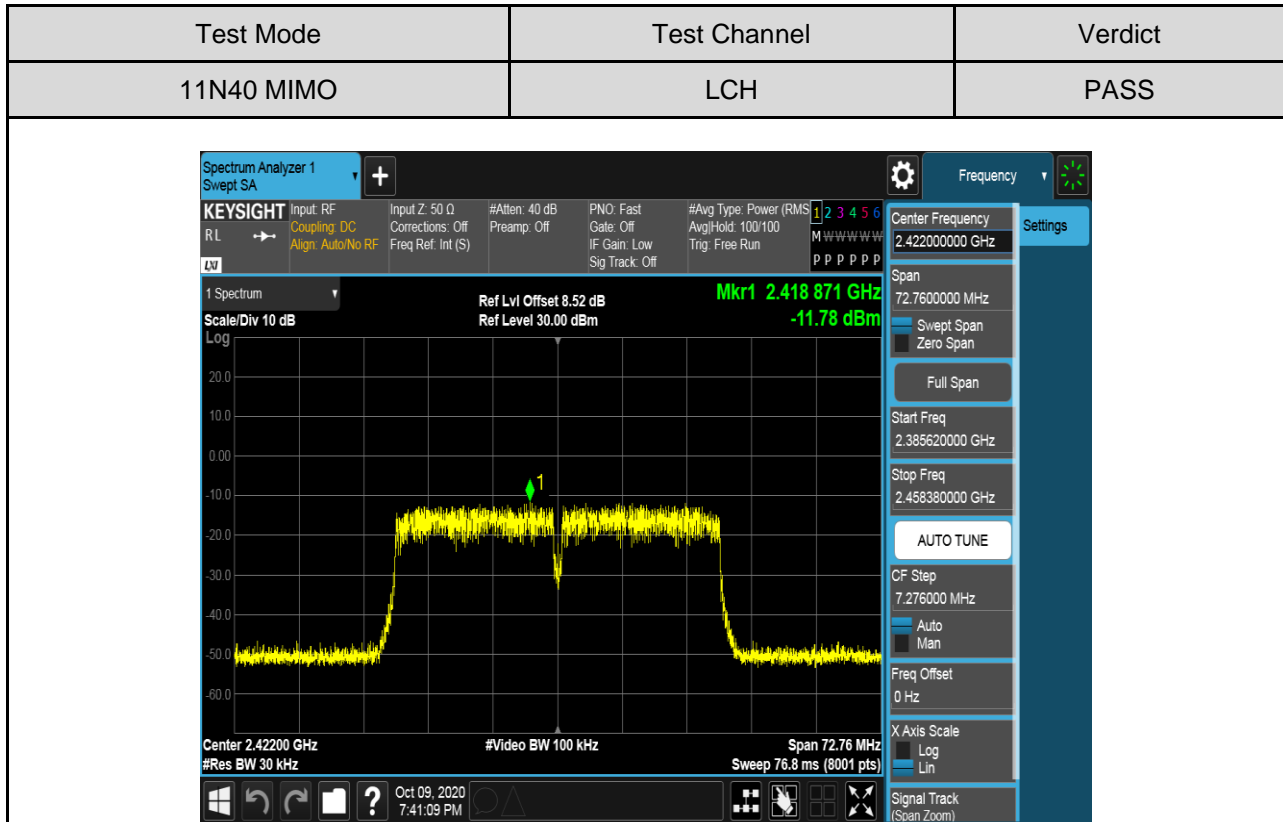 Test Mode Test Channel Verdict
11N40 MIMO LCH PASS
Spectrum Analyzer 1
Swept SA
+
Frequency
KEYSIGHT
RL
LXI
Input: RF
Coupling: DC
Align: Auto/No RF
Input Z: 50 Ω
Corrections: Off
Freq Ref: Int (S)
#Atten: 40 dB
Preamp: Off
PNO: Fast
Gate: Off
IF Gain: Low
Sig Track: Off
#Avg Type: Power (RMS
Avg|Hold: 100/100
Trig: Free Run
1 2 3 4 5 6
M W W W W W
P P P P P P
1 Spectrum
Scale/Div 10 dB
Log
Ref Lvl Offset 8.52 dB
Ref Level 30.00 dBm
Mkr1 2.418 871 GHz
-11.78 dBm
20.0
10.0
0.00
-10.0
-20.0
-30.0
-40.0
-50.0
-60.0
1
Center 2.42200 GHz
#Res BW 30 kHz
#Video BW 100 kHz
Span 72.76 MHz
Sweep 76.8 ms (8001 pts)
Center Frequency
2.422000000 GHz
Settings
Span
72.7600000 MHz
Swept Span
Zero Span
Full Span
Start Freq
2.385620000 GHz
Stop Freq
2.458380000 GHz
AUTO TUNE
CF Step
7.276000 MHz
Auto
Man
Freq Offset
0 Hz
X Axis Scale
Log
Lin
Signal Track
(Span Zoom)
?
Oct 09, 2020
7:41:09 PM